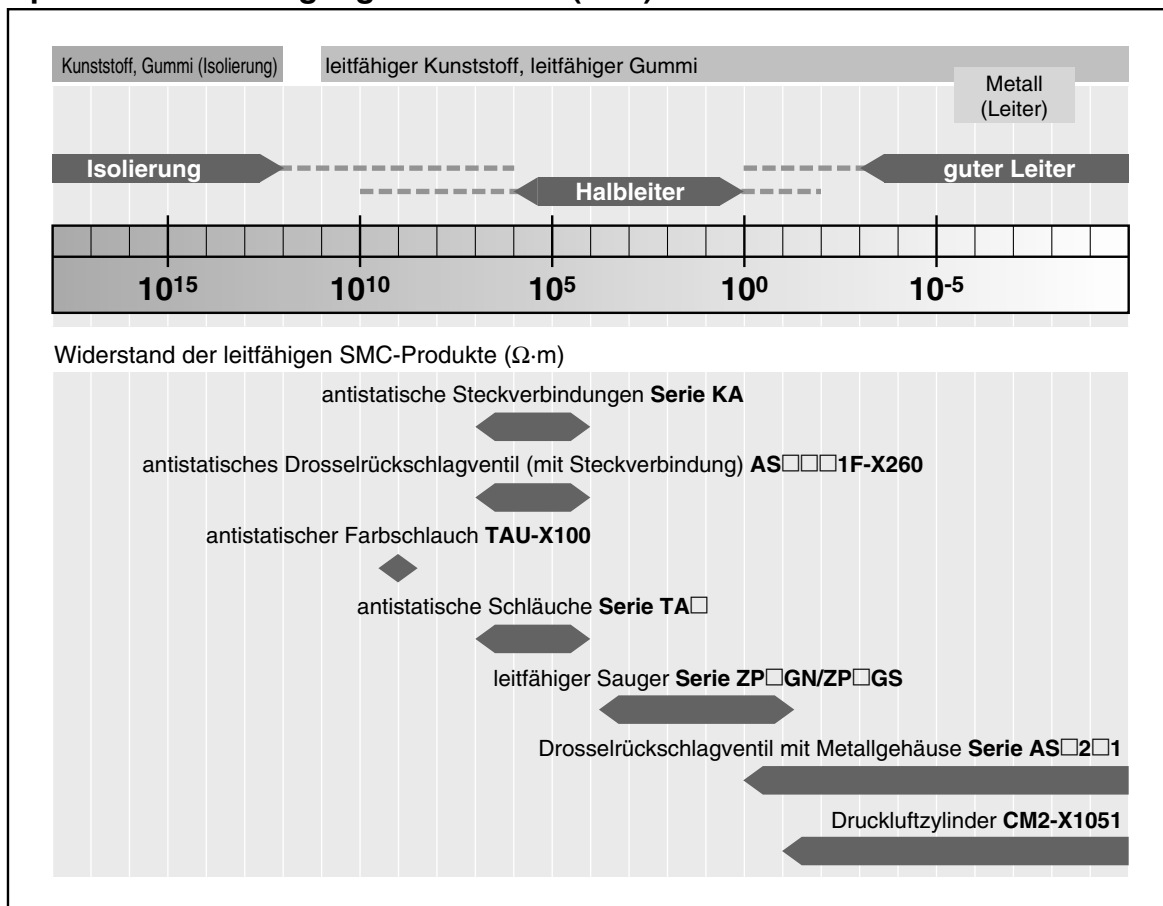 Kunststoff, Gummi (Isolierung)
leitfähiger Kunststoff, leitfähiger Gummi
Metall
(Leiter)
Isolierung
guter Leiter
Halbleiter
10¹⁵ 10¹⁰ 10⁵ 10⁰ 10⁻⁵
Widerstand der leitfähigen SMC-Produkte (Ω·m)
antistatische Steckverbindungen Serie KA
antistatisches Drosselrückschlagventil (mit Steckverbindung) AS□□□1F-X260
antistatischer Farbschlauch TAU-X100
antistatische Schläuche Serie TA□
leitfähiger Sauger Serie ZP□GN/ZP□GS
Drosselrückschlagventil mit Metallgehäuse Serie AS□2□1
Druckluftzylinder CM2-X1051